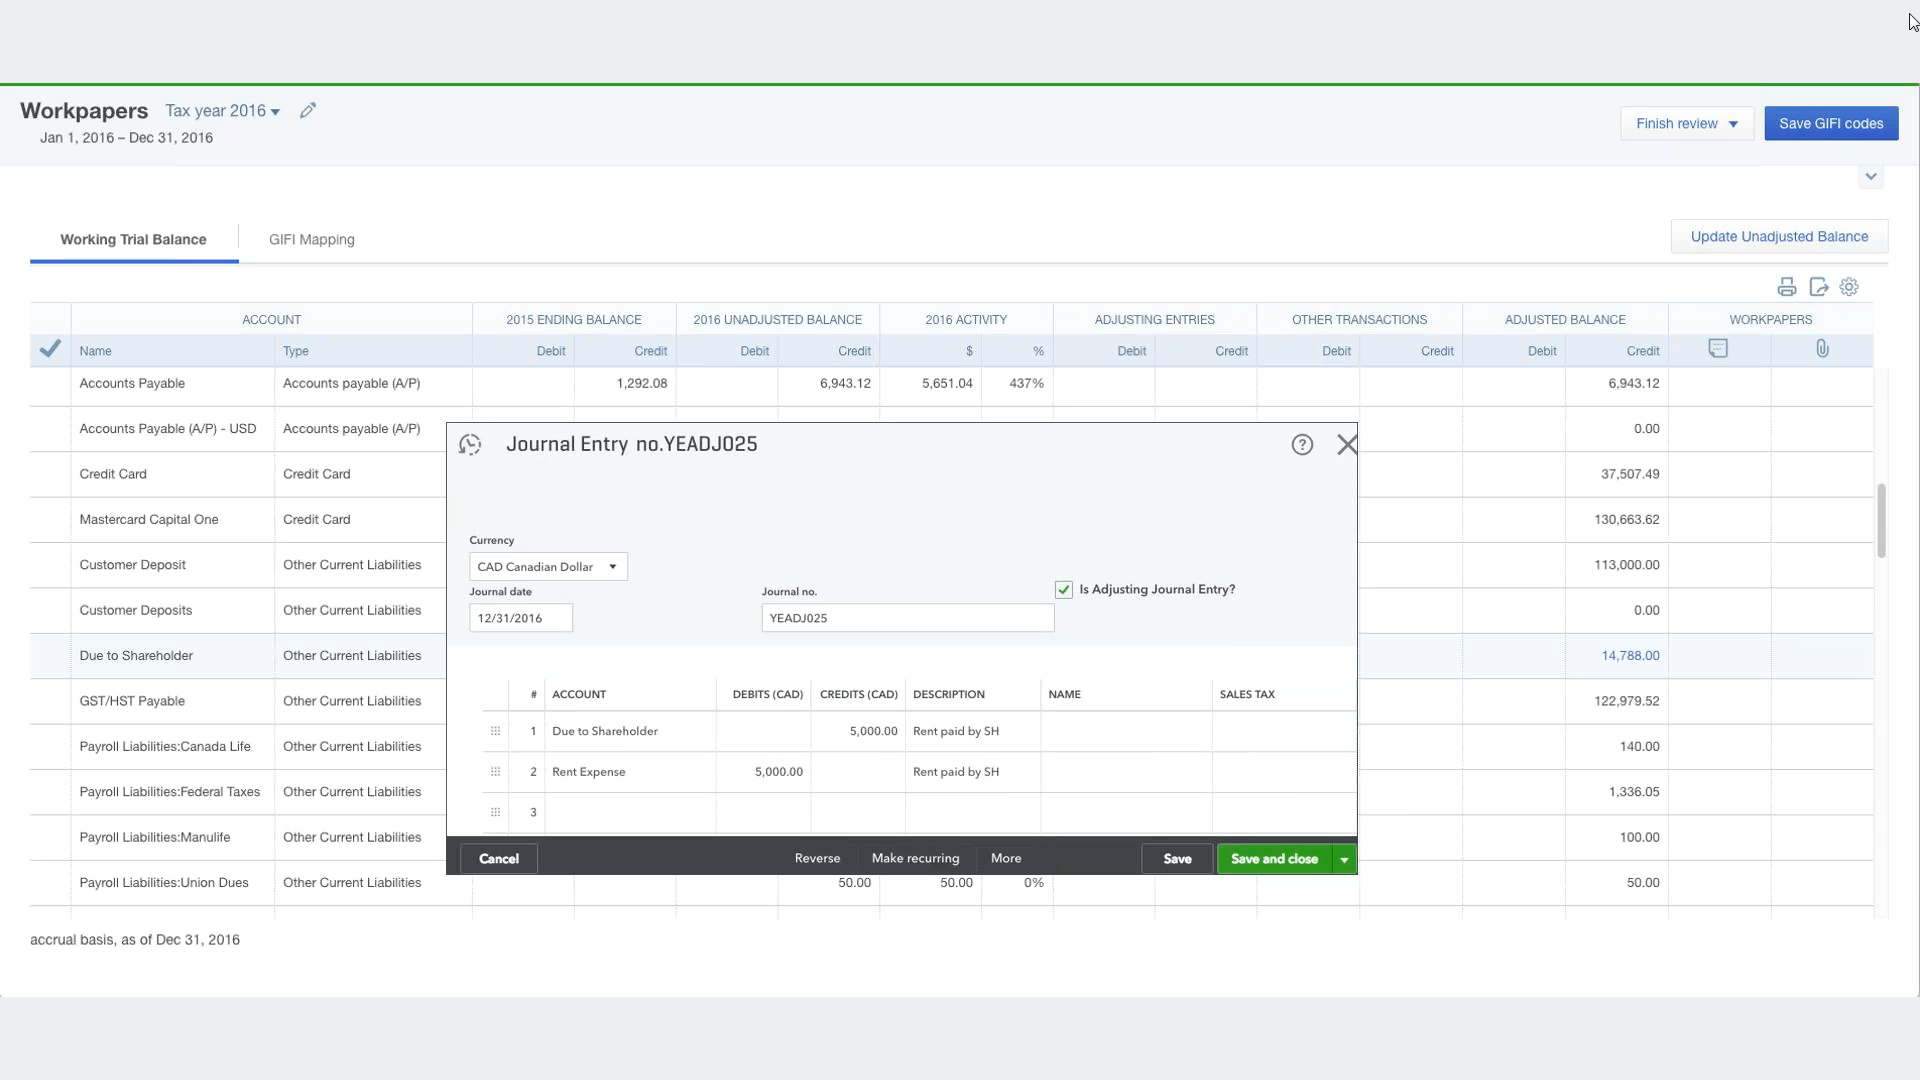 Workpapers Tax year 2016
Jan 1, 2016 – Dec 31, 2016
Finish review Save GIFI codes
Working Trial Balance GIFI Mapping Update Unadjusted Balance
ACCOUNT 2015 ENDING BALANCE 2016 UNADJUSTED BALANCE 2016 ACTIVITY ADJUSTING ENTRIES OTHER TRANSACTIONS ADJUSTED BALANCE WORKPAPERS
Name Type Debit Credit Debit Credit $ % Debit Credit Debit Credit Debit Credit
Accounts Payable Accounts payable (A/P) 1,292.08 6,943.12 5,651.04 437% 6,943.12
Accounts Payable (A/P) - USD Accounts payable (A/P) 0.00
Credit Card Credit Card 37,507.49
Mastercard Capital One Credit Card 130,663.62
Customer Deposit Other Current Liabilities 113,000.00
Customer Deposits Other Current Liabilities 0.00
Due to Shareholder Other Current Liabilities 14,788.00
GST/HST Payable Other Current Liabilities 122,979.52
Payroll Liabilities:Canada Life Other Current Liabilities 140.00
Payroll Liabilities:Federal Taxes Other Current Liabilities 1,336.05
Payroll Liabilities:Manulife Other Current Liabilities 100.00
Payroll Liabilities:Union Dues Other Current Liabilities 50.00 50.00 0% 50.00
accrual basis, as of Dec 31, 2016
Journal Entry no.YEADJ025
Currency
CAD Canadian Dollar
Journal date Journal no. Is Adjusting Journal Entry?
12/31/2016 YEADJ025
# ACCOUNT DEBITS (CAD) CREDITS (CAD) DESCRIPTION NAME SALES TAX
1 Due to Shareholder 5,000.00 Rent paid by SH
2 Rent Expense 5,000.00 Rent paid by SH
3
Cancel Reverse Make recurring More Save Save and close